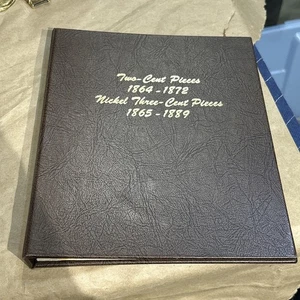 Two-Cent Pieces
1864-1872
Nickel Three-Cent Pieces
1865-1889